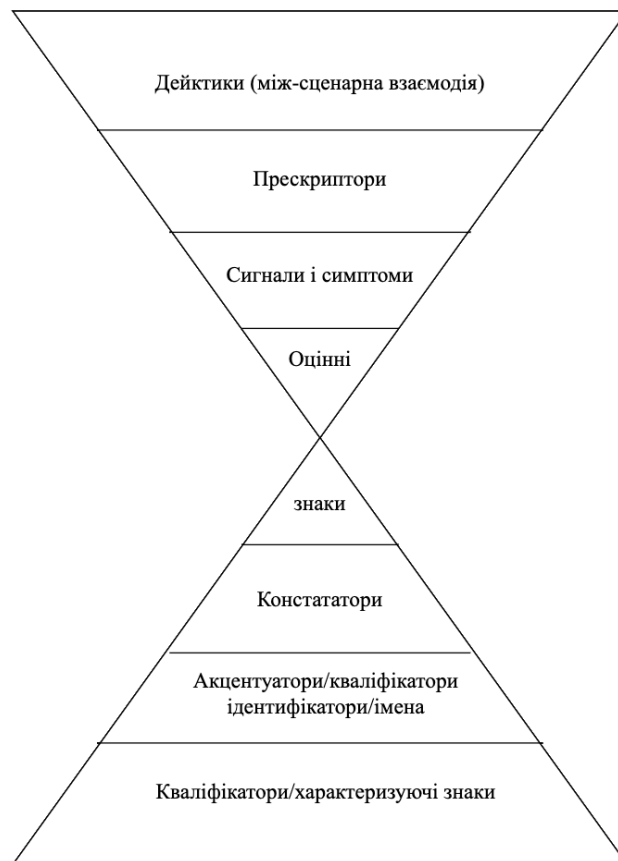 Дейктики (між-сценарна взаємодія)
Прескриптори
Сигнали і симптоми
Оцінні
знаки
Констататори
Акцентуатори/кваліфікатори
ідентифікатори/імена
Кваліфікатори/характеризуючі знаки